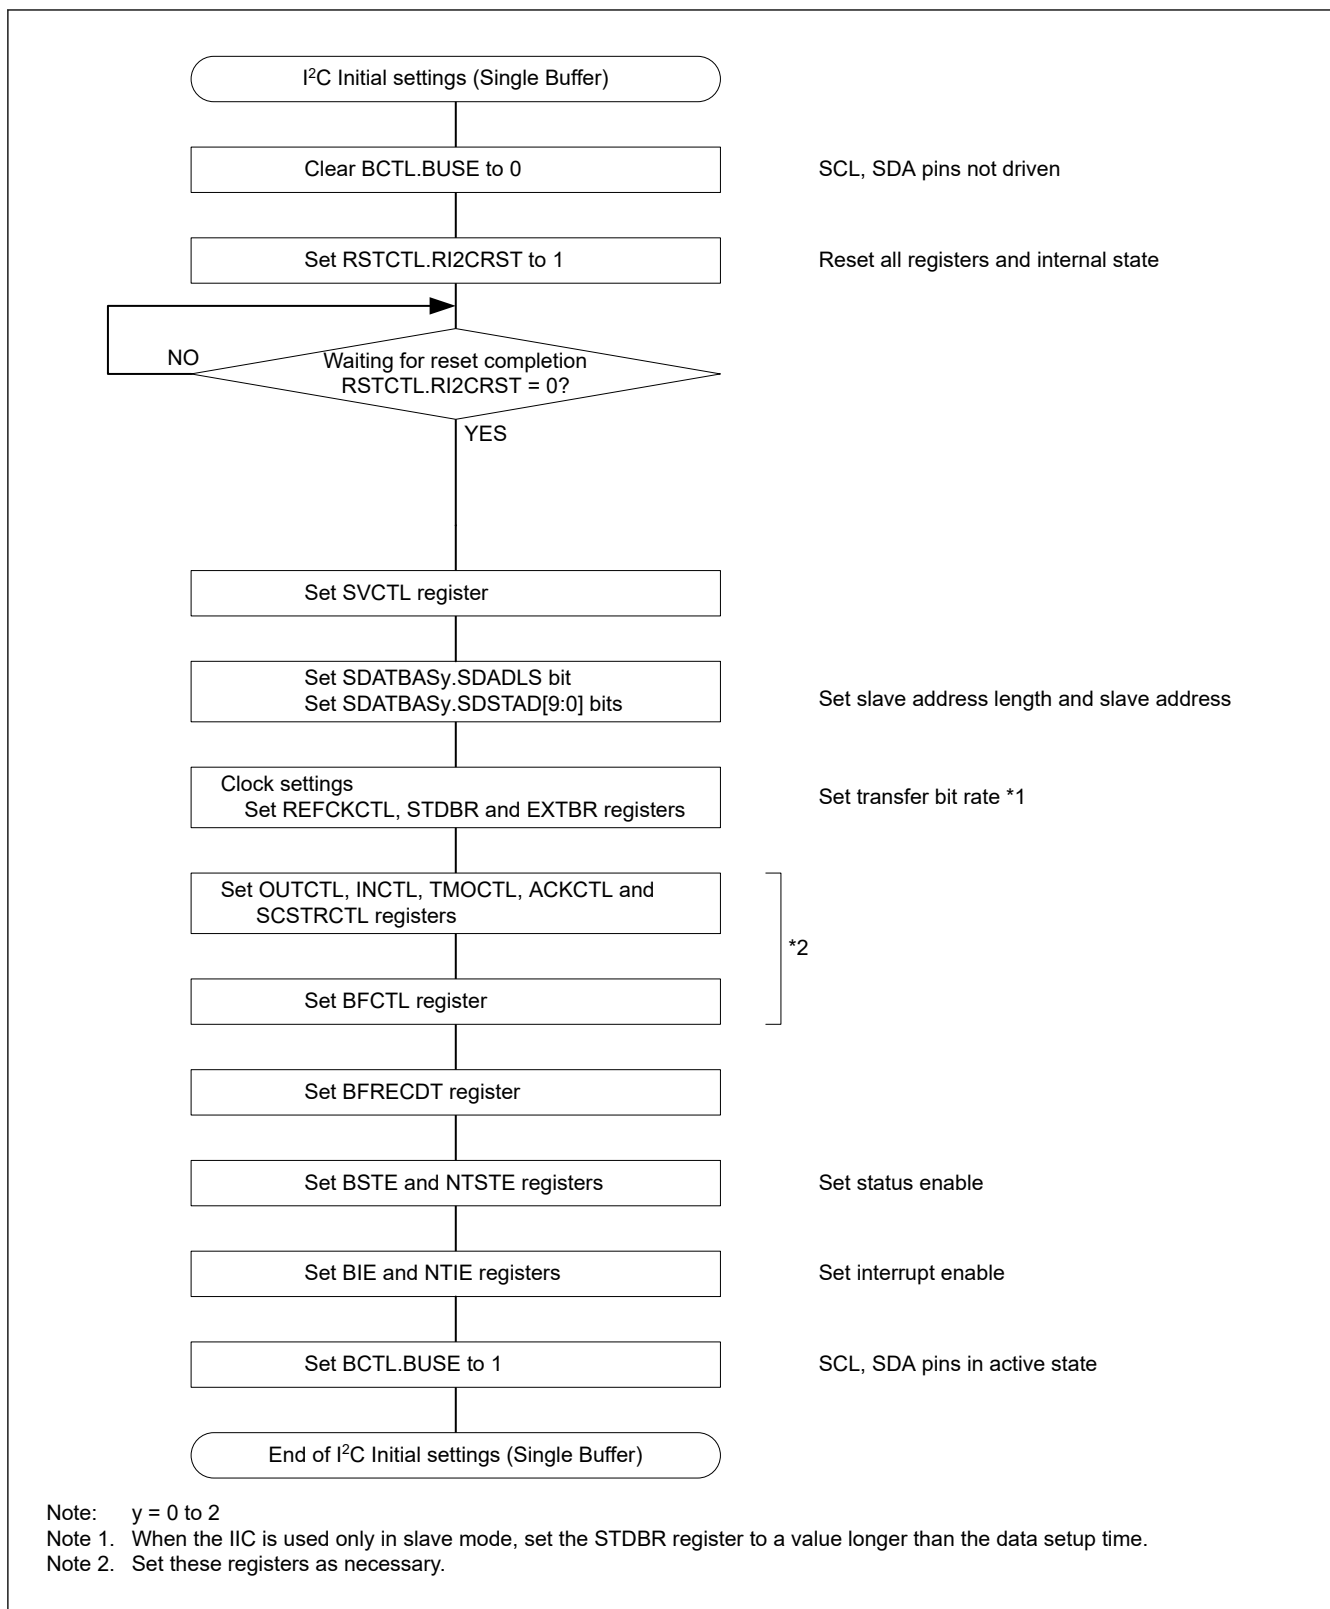 I²C Initial settings (Single Buffer)
Clear BCTL.BUSE to 0
SCL, SDA pins not driven
Set RSTCTL.RI2CRST to 1
Reset all registers and internal state
NO
Waiting for reset completion
RSTCTL.RI2CRST = 0?
YES
Set SVCTL register
Set SDATBASy.SDADLS bit
Set SDATBASy.SDSTAD[9:0] bits
Set slave address length and slave address
Clock settings
Set REFCKCTL, STDBR and EXTBR registers
Set transfer bit rate *1
Set OUTCTL, INCTL, TMOCTL, ACKCTL and
SCSTRCTL registers
*2
Set BFCTL register
Set BFRECDT register
Set BSTE and NTSTE registers
Set status enable
Set BIE and NTIE registers
Set interrupt enable
Set BCTL.BUSE to 1
SCL, SDA pins in active state
End of I²C Initial settings (Single Buffer)
Note: y = 0 to 2
Note 1. When the IIC is used only in slave mode, set the STDBR register to a value longer than the data setup time.
Note 2. Set these registers as necessary.